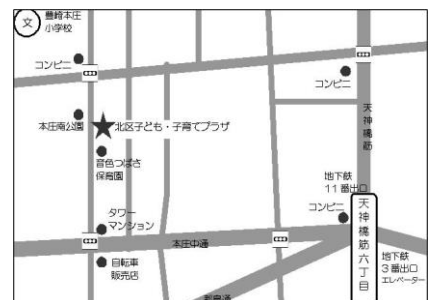 文
豊崎本庄
小学校
コンビニ
コンビニ
本庄南公園
北区子ども・子育てプラザ
天神橋筋
音色つばさ
保育園
地下鉄
11番出口
タワー
マンション
コンビニ
天神橋筋六丁目
本庄中通
自転車
販売店
地下鉄
3番出口
エレベーター